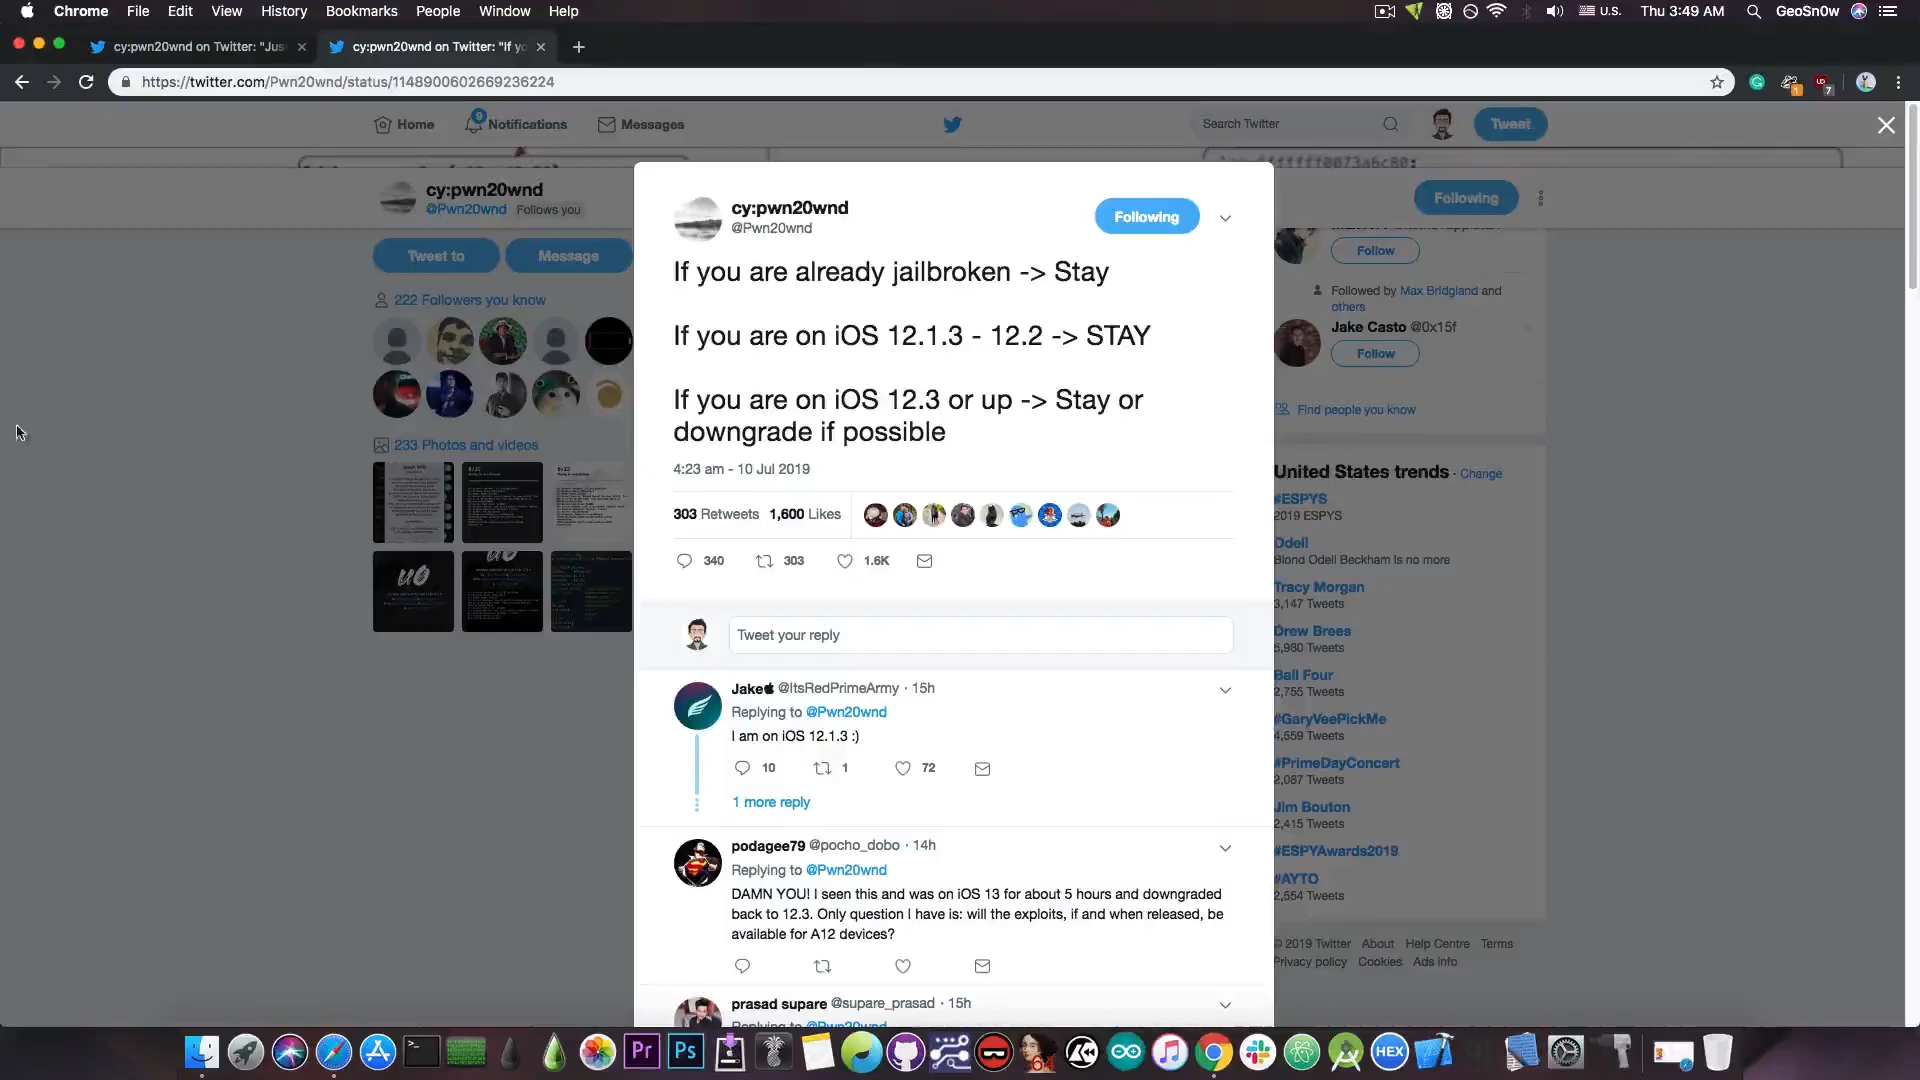 Chrome File Edit View History Bookmarks People Window Help
U.S. Thu 3:49 AM GeoSn0w
cy:pwn20wnd on Twitter: "Jus
cy:pwn20wnd on Twitter: "If yo
https://twitter.com/Pwn20wnd/status/1148900602669236224
Home 9 Notifications Messages
Search Twitter
Tweet
cy:pwn20wnd
@Pwn20wnd Follows you
Following
Tweet to Message
222 Followers you know
233 Photos and videos
cy:pwn20wnd
@Pwn20wnd
Following
If you are already jailbroken -> Stay
If you are on iOS 12.1.3 - 12.2 -> STAY
If you are on iOS 12.3 or up -> Stay or
downgrade if possible
4:23 am - 10 Jul 2019
303 Retweets 1,600 Likes
340 303 1.6K
Tweet your reply
Jake @ItsRedPrimeArmy · 15h
Replying to @Pwn20wnd
I am on iOS 12.1.3 :)
10 1 72
1 more reply
podagee79 @pocho_dobo · 14h
Replying to @Pwn20wnd
DAMN YOU! I seen this and was on iOS 13 for about 5 hours and downgraded
back to 12.3. Only question I have is: will the exploits, if and when released, be
available for A12 devices?
prasad supare @supare_prasad · 15h
Replying to @Pwn20wnd
Follow
Followed by Max Bridgland and
others
Jake Casto @0x15f
Follow
Find people you know
United States trends · Change
#ESPYS
2019 ESPYS
Odell
Blond Odell Beckham Is no more
Tracy Morgan
3,147 Tweets
Drew Brees
5,980 Tweets
Ball Four
2,755 Tweets
#GaryVeePickMe
4,559 Tweets
#PrimeDayConcert
2,087 Tweets
Jim Bouton
2,415 Tweets
#ESPYAwards2019
#AYTO
2,554 Tweets
© 2019 Twitter About Help Centre Terms
Privacy policy Cookies Ads info
Pr Ps 64 HEX